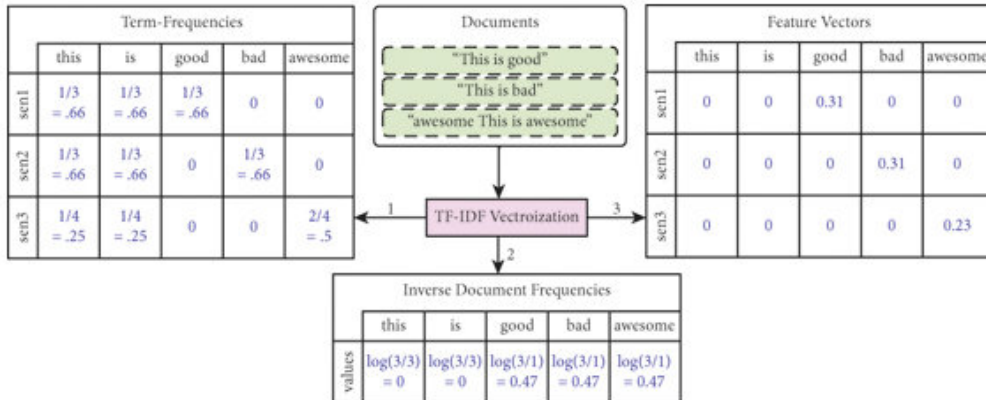 Term-Frequencies
this is good bad awesome
sen1
1/3 1/3 1/3
= .66 = .66 = .66 0 0
sen2
1/3 1/3 1/3
= .66 = .66 0 = .66 0
sen3
1/4 1/4 2/4
= .25 = .25 0 0 = .5
Documents
“This is good”
“This is bad”
“awesome This is awesome”
TF-IDF Vectroization
1
2
3
Feature Vectors
this is good bad awesome
sen1 0 0 0.31 0 0
sen2 0 0 0 0.31 0
sen3 0 0 0 0 0.23
Inverse Document Frequencies
this is good bad awesome
values
log(3/3) log(3/3) log(3/1) log(3/1) log(3/1)
= 0 = 0 = 0.47 = 0.47 = 0.47